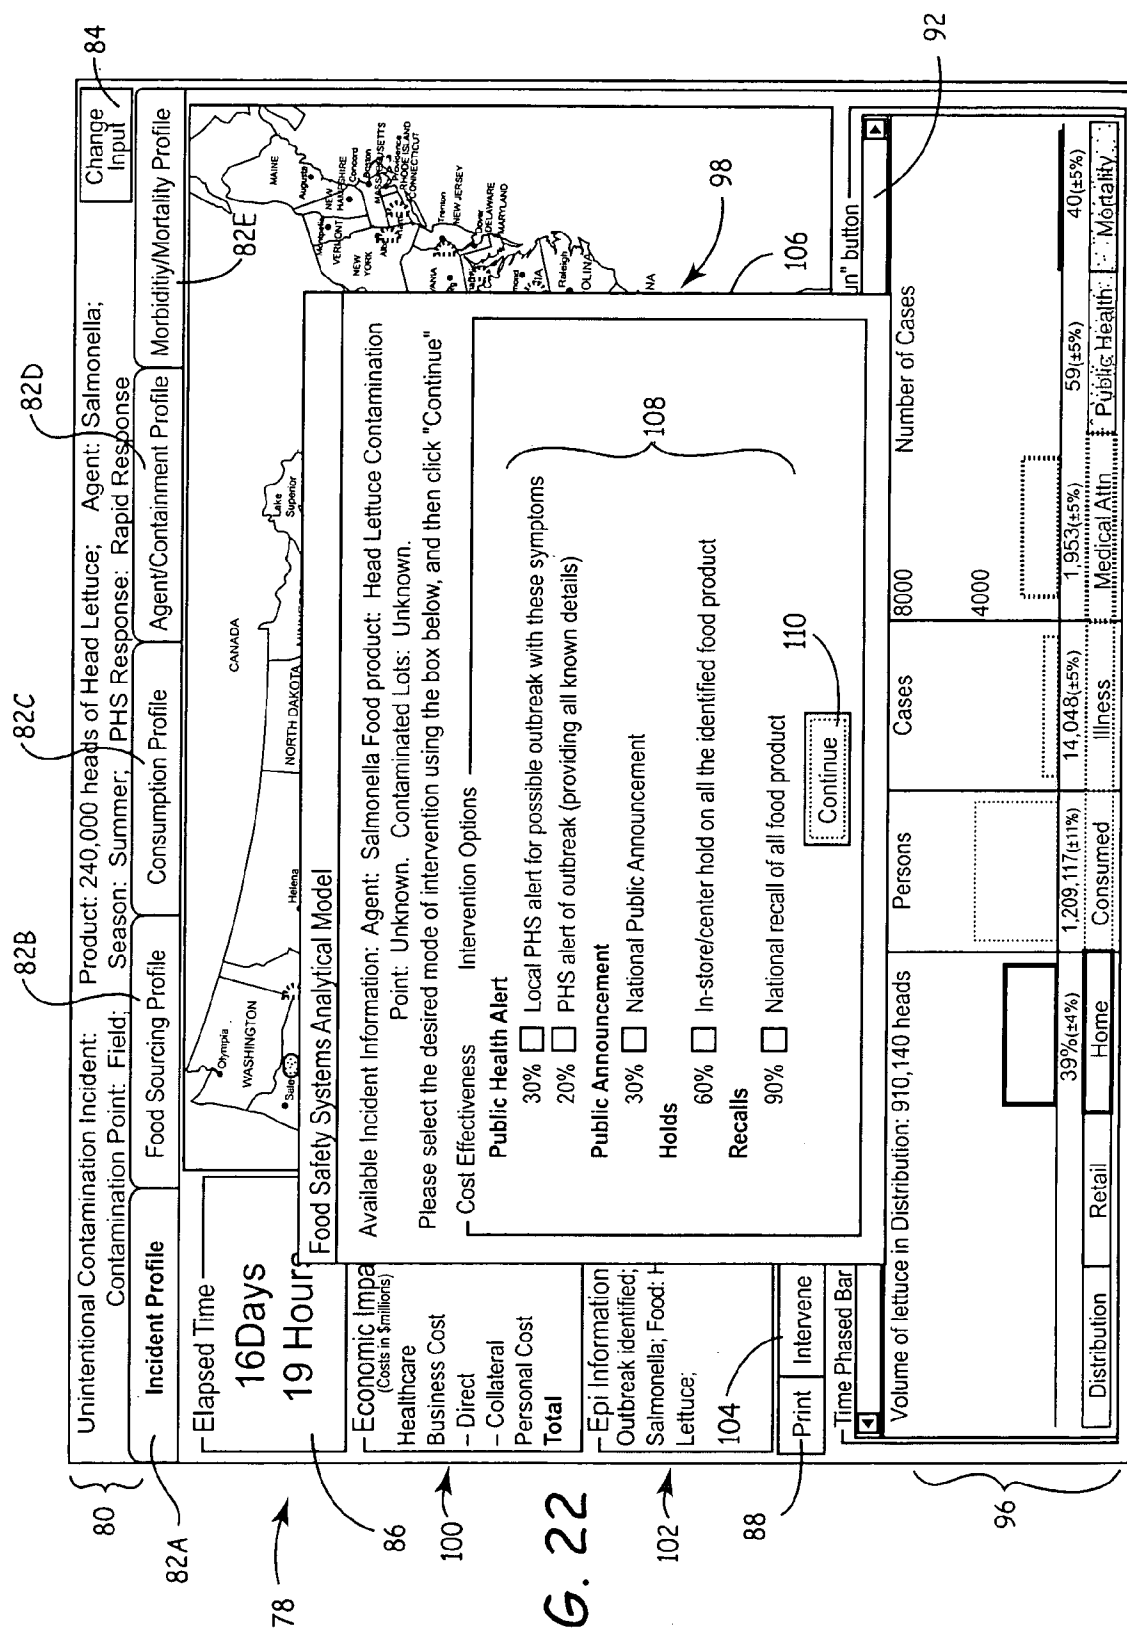 Unintentional Contamination Incident: Product: 240,000 heads of Head Lettuce; Agent: Salmonella;
Contamination Point: Field; Season: Summer; PHS Response: Rapid Response
Change
Input
84
80
82A
82B
82C
82D
82E
Incident Profile
Food Sourcing Profile
Consumption Profile
Agent/Containment Profile
Morbiditiy/Mortality Profile
78
Elapsed Time
16Days
19 Hours
86
Olympia
WASHINGTON
Sale
Helena
NORTH DAKOTA
CANADA
Lake
Superior
MAINE
Augusta
Montpelier
VERMONT
NEW
HAMPSHIRE
Concord
Boston
MASSACHUSETTS
Providence
RHODE ISLAND
CONNECTICUT
NEW
YORK
Trenton
NEW JERSEY
Dover
DELAWARE
MARYLAND
VANIA
Raleigh
OLINA
NA
98
106
Food Safety Systems Analytical Model
Available Incident Information: Agent: Salmonella Food product: Head Lettuce Contamination
Point: Unknown. Contaminated Lots: Unknown.
Please select the desired mode of intervention using the box below, and then click "Continue"
Cost Effectiveness Intervention Options
Public Health Alert
30% Local PHS alert for possible outbreak with these symptoms
20% PHS alert of outbreak (providing all known details)
Public Announcement
30% National Public Announcement
Holds
60% In-store/center hold on all the identified food product
Recalls
90% National recall of all food product
108
Continue
110
Economic Impa
(Costs in $millions)
Healthcare
Business Cost
– Direct
– Collateral
Personal Cost
Total
100
Epi Information
Outbreak identified;
Salmonella; Food: H
Lettuce;
102
104
Print
Intervene
88
Time Phased Bar
un" button
92
Volume of lettuce in Distribution: 910,140 heads
Persons
Cases
Number of Cases
8000
4000
39%(±4%)
1,209,117(±11%)
14,048(±5%)
1,953(±5%)
59(±5%)
40(±5%)
Distribution
Retail
Home
Consumed
Illness
Medical Attn
Public Health
Mortality
96
G. 22